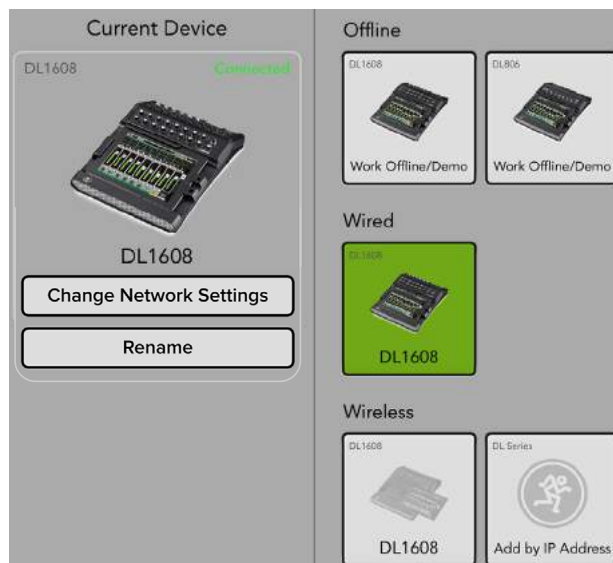 Current Device
DL1608
Connected
DL1608
Change Network Settings
Rename
Offline
DL1608
Work Offline/Demo
DL806
Work Offline/Demo
Wired
DL1608
DL1608
Wireless
DL1608
DL1608
DL Series
Add by IP Address